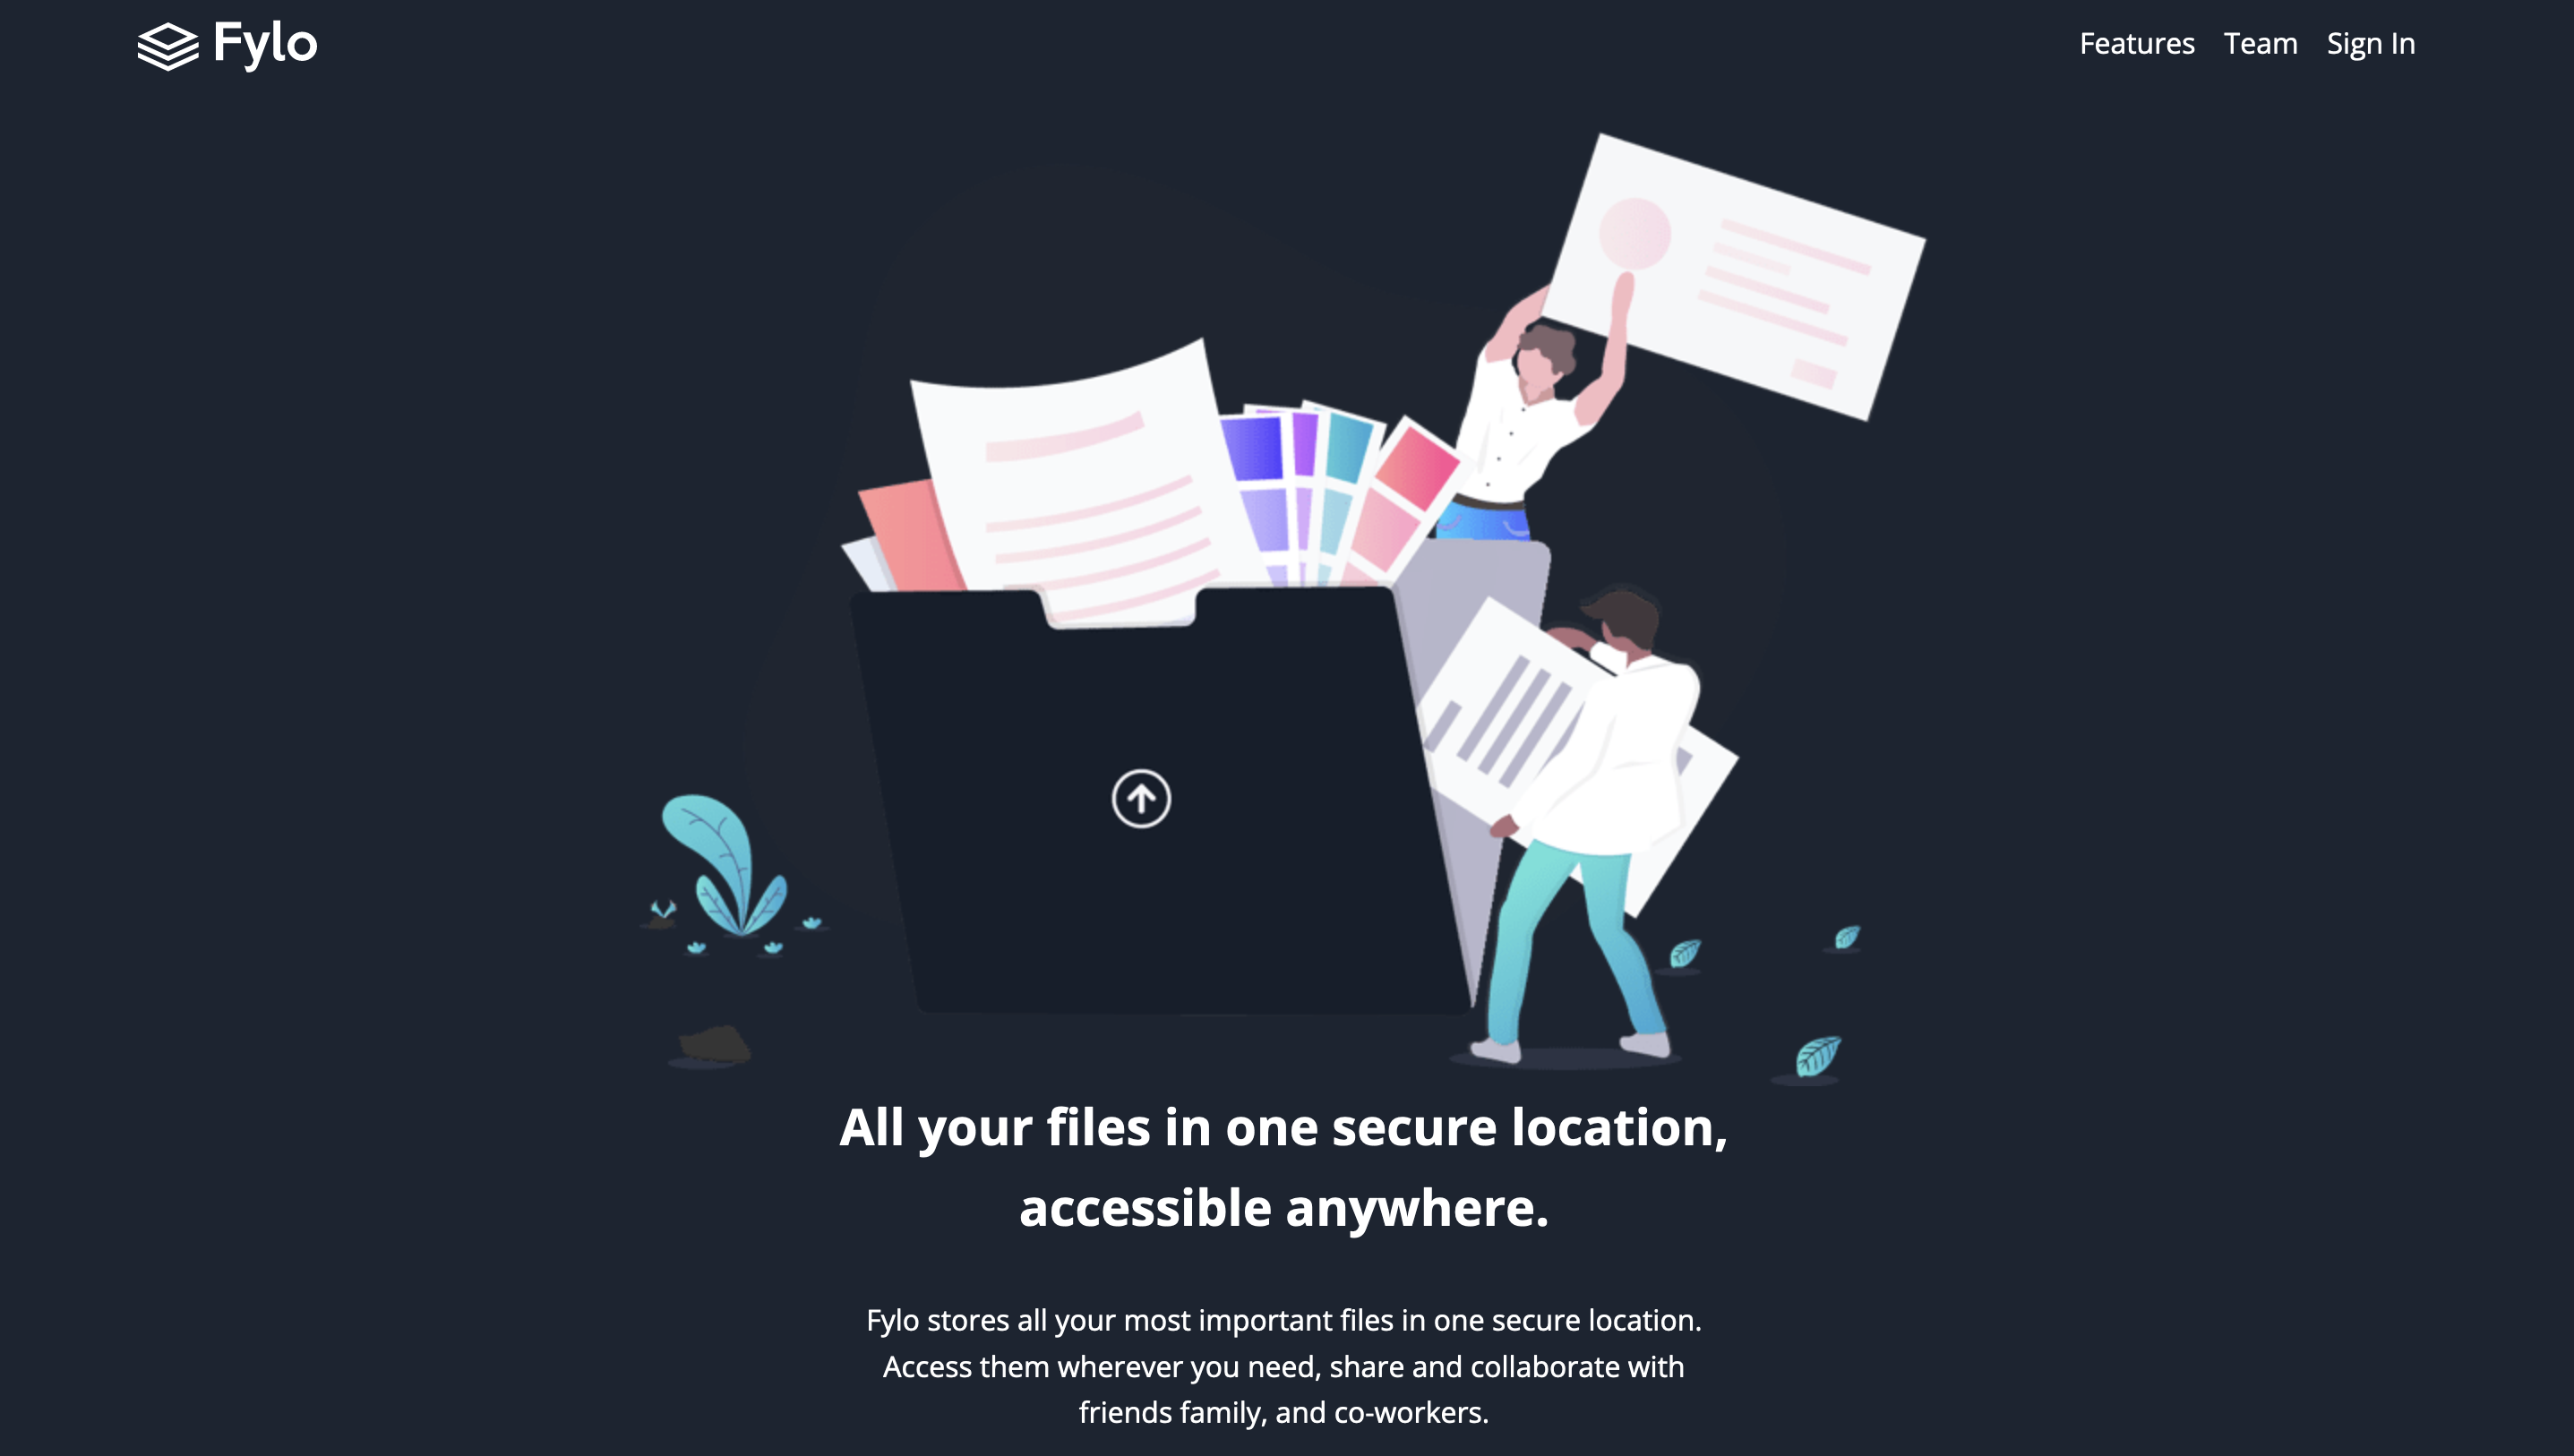 Fylo
Features Team Sign In
All your files in one secure location,
accessible anywhere.
Fylo stores all your most important files in one secure location.
Access them wherever you need, share and collaborate with
friends family, and co-workers.